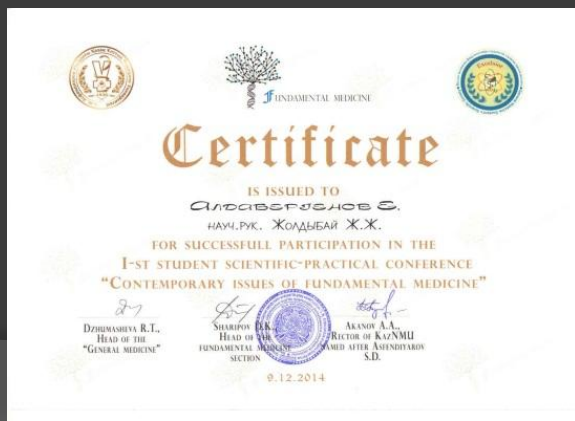 FUNDAMENTAL MEDICINE
Certificate
IS ISSUED TO
НАУЧ.РУК. ЖОЛДЫБАЙ Ж.Ж.
FOR SUCCESSFULL PARTICIPATION IN THE
I-ST STUDENT SCIENTIFIC-PRACTICAL CONFERENCE
"CONTEMPORARY ISSUES OF FUNDAMENTAL MEDICINE"
DZHUMASHEVA R.T.,
HEAD OF THE
"GENERAL MEDICINE"
SHARIPOV D.K.,
HEAD OF THE
FUNDAMENTAL MEDICINE
SECTION
AKANOV A.A.,
RECTOR OF KAZNMU
NAMED AFTER ASFENDIYAROV
S.D.
9.12.2014